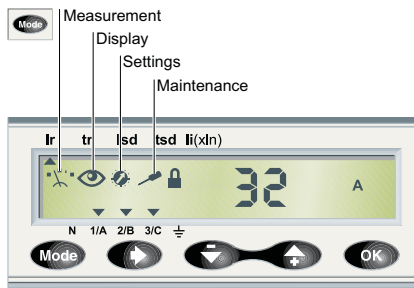 Mode
Measurement
Display
Settings
Maintenance
Ir tr Isd tsd Ii(xIn)
32 A
N 1/A 2/B 3/C
Mode OK